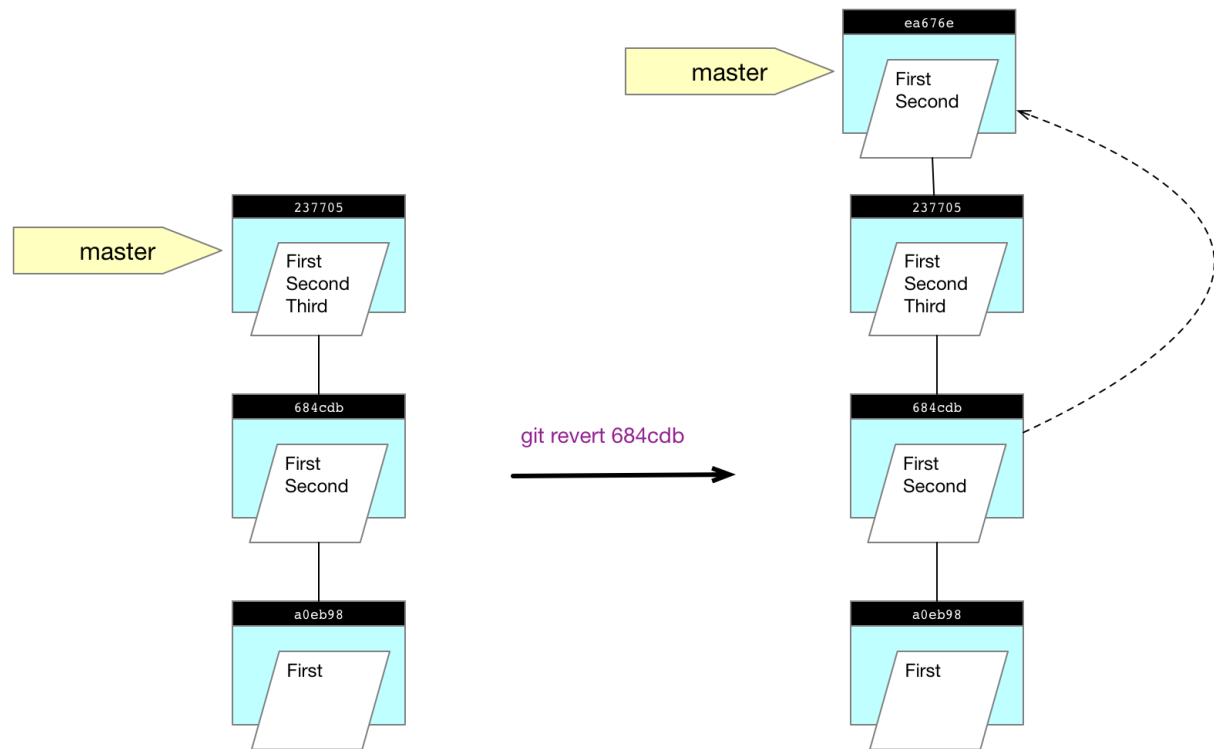 master
237705
First
Second
Third
684cdb
First
Second
a0eb98
First
git revert 684cdb
master
ea676e
First
Second
237705
First
Second
Third
684cdb
First
Second
a0eb98
First